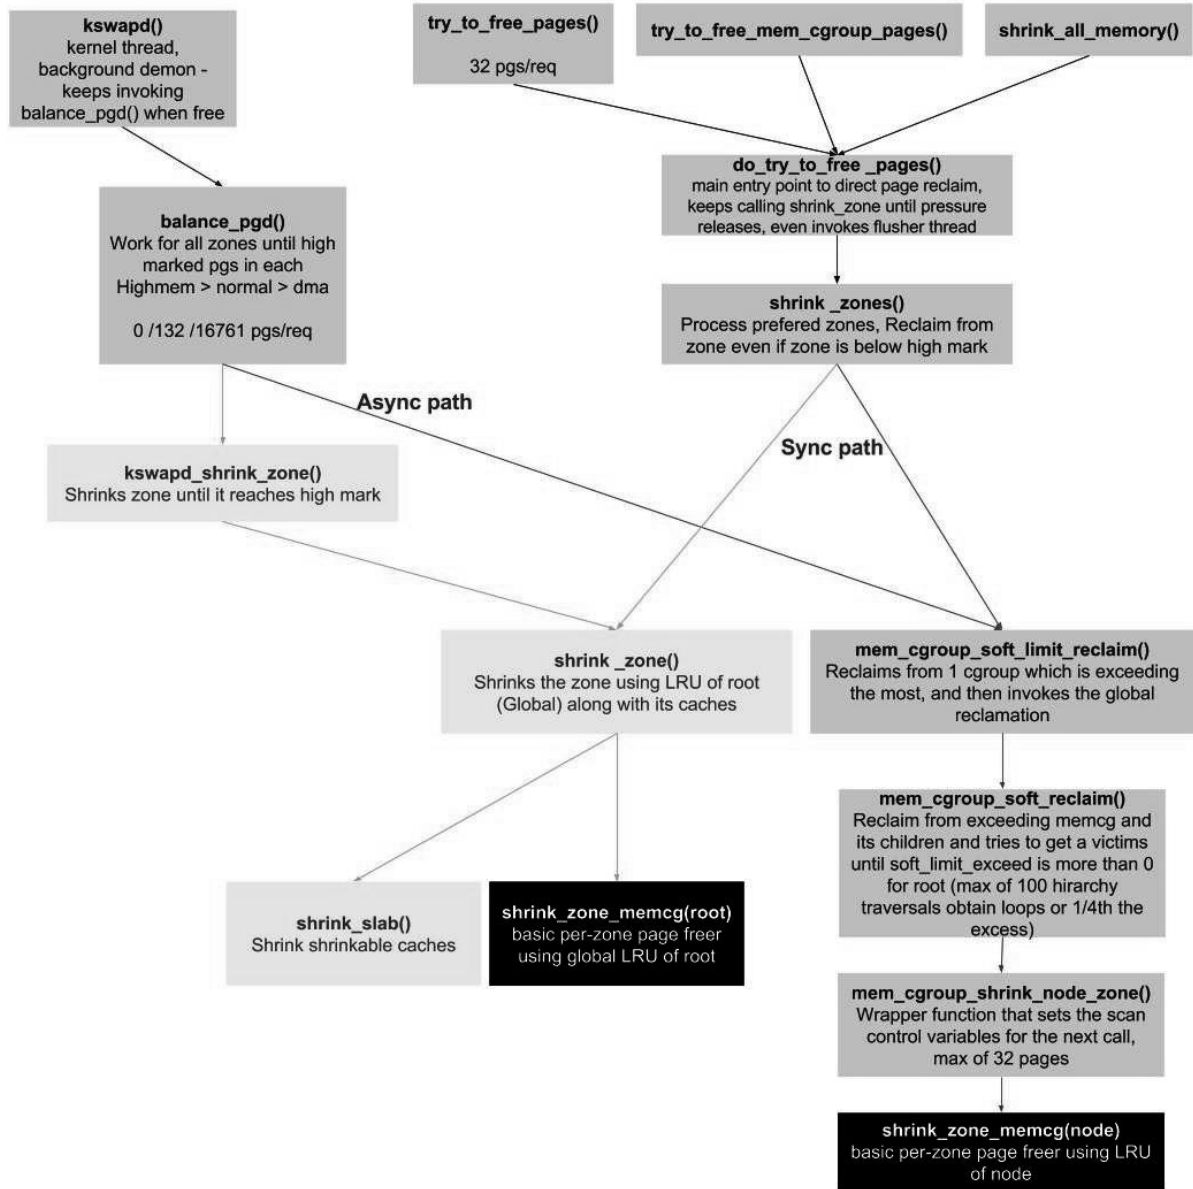 kswapd()
kernel thread,
background demon -
keeps invoking
balance_pgd() when free
try_to_free_pages()
32 pgs/req
try_to_free_mem_cgroup_pages()
shrink_all_memory()
do_try_to_free _pages()
main entry point to direct page reclaim,
keeps calling shrink_zone until pressure
releases, even invokes flusher thread
balance_pgd()
Work for all zones until high
marked pgs in each
Highmem > normal > dma
0 /132 /16761 pgs/req
shrink _zones()
Process prefered zones, Reclaim from
zone even if zone is below high mark
Async path
Sync path
kswapd_shrink_zone()
Shrinks zone until it reaches high mark
shrink _zone()
Shrinks the zone using LRU of root
(Global) along with its caches
mem_cgroup_soft_limit_reclaim()
Reclaims from 1 cgroup which is exceeding
the most, and then invokes the global
reclamation
mem_cgroup_soft_reclaim()
Reclaim from exceeding memcg and
its children and tries to get a victims
until soft_limit_exceed is more than 0
for root (max of 100 hirarchy
traversals obtain loops or 1/4th the
excess)
shrink_slab()
Shrink shrinkable caches
shrink_zone_memcg(root)
basic per-zone page freer
using global LRU of root
mem_cgroup_shrink_node_zone()
Wrapper function that sets the scan
control variables for the next call,
max of 32 pages
shrink_zone_memcg(node)
basic per-zone page freer using LRU
of node